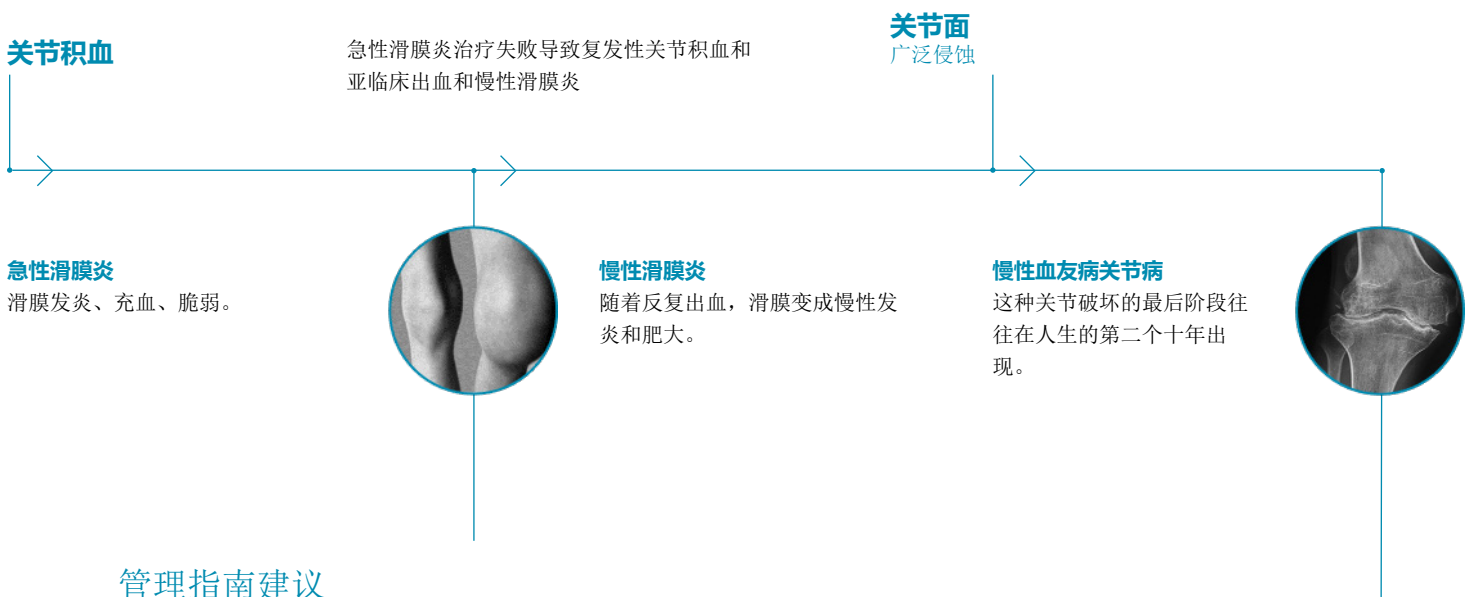 关节积血
急性滑膜炎治疗失败导致复发性关节积血和
亚临床出血和慢性滑膜炎
关节面
广泛侵蚀
急性滑膜炎
滑膜发炎、充血、脆弱。
慢性滑膜炎
随着反复出血，滑膜变成慢性发
炎和肥大。
慢性血友病关节病
这种关节破坏的最后阶段往
往在人生的第二个十年出
现。
管理指南建议